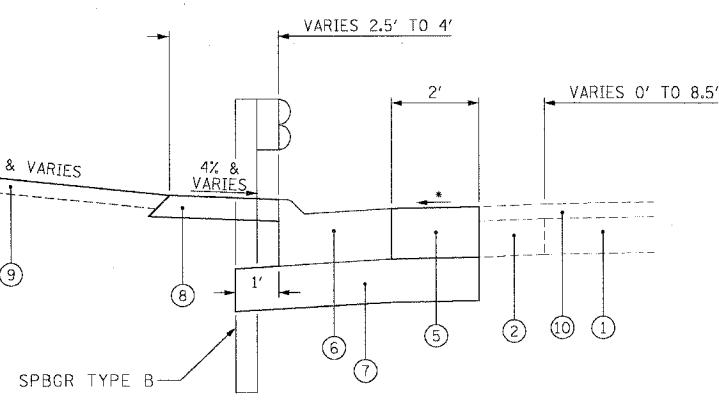 VARIES 2.5' TO 4'
2'
VARIES 0' TO 8.5'
& VARIES
4% &
VARIES
*
9
8
1'
6
7
5
2
10
1
SPBGR TYPE B